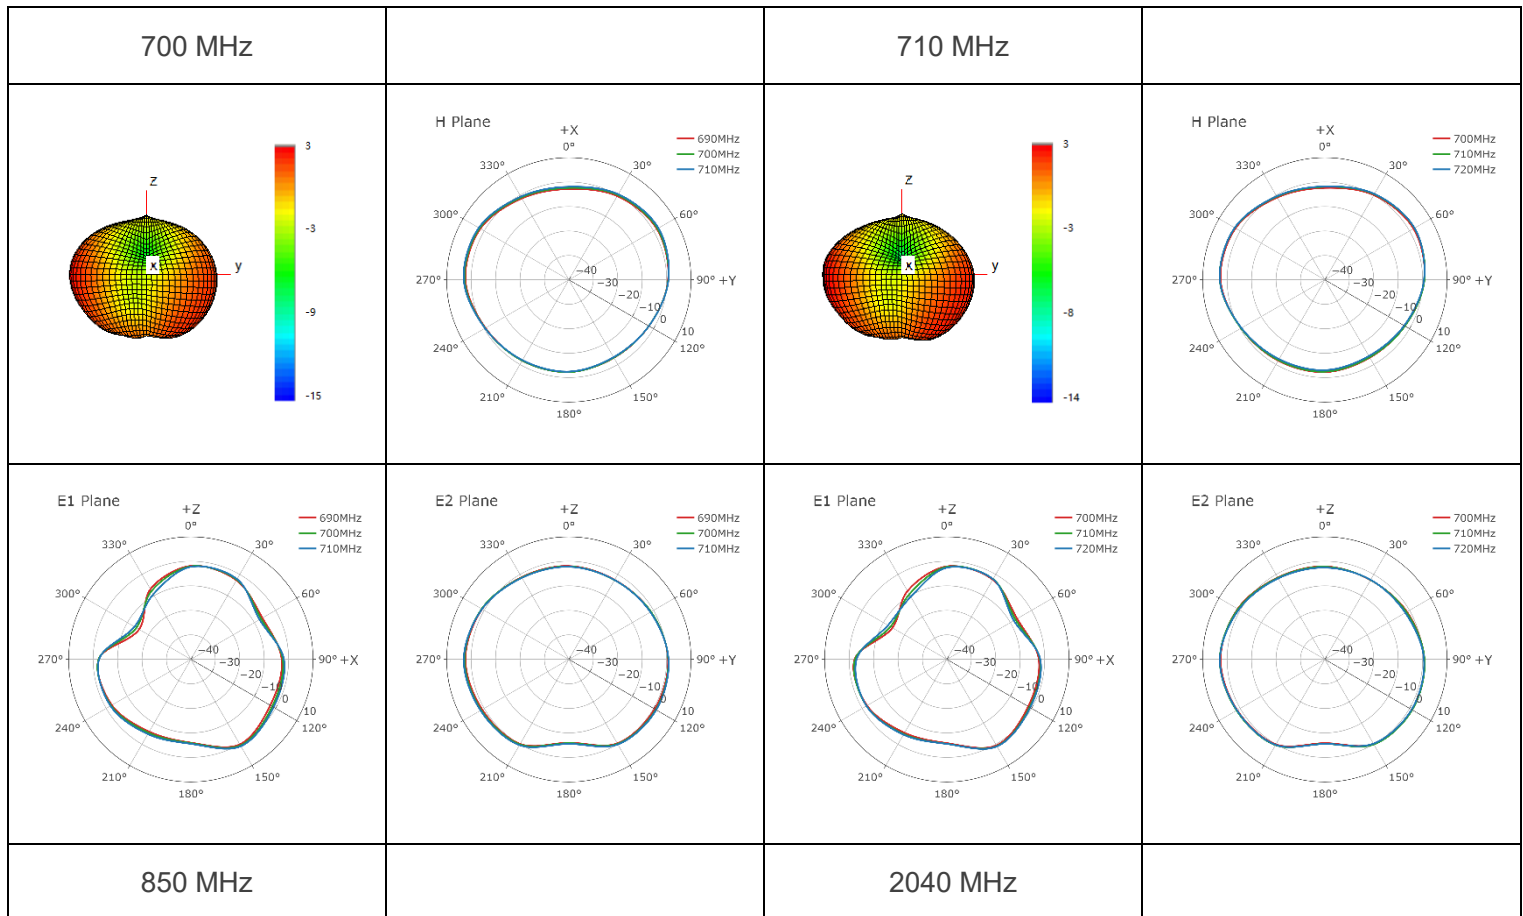 700 MHz
710 MHz
z
y
x
3
-3
-9
-15
H Plane
+X
0°
30°
60°
90° +Y
120°
150°
180°
210°
240°
270°
300°
330°
690MHz
700MHz
710MHz
−40
−30
−20
−10
0
10
z
y
x
3
-3
-8
-14
H Plane
+X
0°
30°
60°
90° +Y
120°
150°
180°
210°
240°
270°
300°
330°
700MHz
710MHz
720MHz
−40
−30
−20
−10
0
10
E1 Plane
+Z
0°
30°
60°
90° +X
120°
150°
180°
210°
240°
270°
300°
330°
690MHz
700MHz
710MHz
−40
−30
−20
−10
0
10
E2 Plane
+Z
0°
30°
60°
90° +Y
120°
150°
180°
210°
240°
270°
300°
330°
690MHz
700MHz
710MHz
−40
−30
−20
−10
0
10
E1 Plane
+Z
0°
30°
60°
90° +X
120°
150°
180°
210°
240°
270°
300°
330°
700MHz
710MHz
720MHz
−40
−30
−20
−10
0
10
E2 Plane
+Z
0°
30°
60°
90° +Y
120°
150°
180°
210°
240°
270°
300°
330°
700MHz
710MHz
720MHz
−40
−30
−20
−10
0
10
850 MHz
2040 MHz